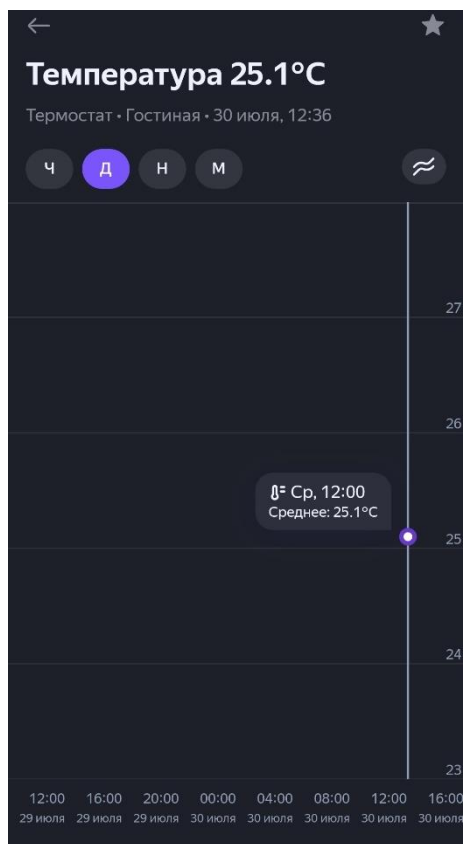 Температура 25.1°C
Термостат • Гостиная • 30 июля, 12:36
Ч Д Н М
27
26
Ср, 12:00
Среднее: 25.1°C
25
24
23
12:00 16:00 20:00 00:00 04:00 08:00 12:00 16:00
29 июля 29 июля 29 июля 30 июля 30 июля 30 июля 30 июля 30 июля